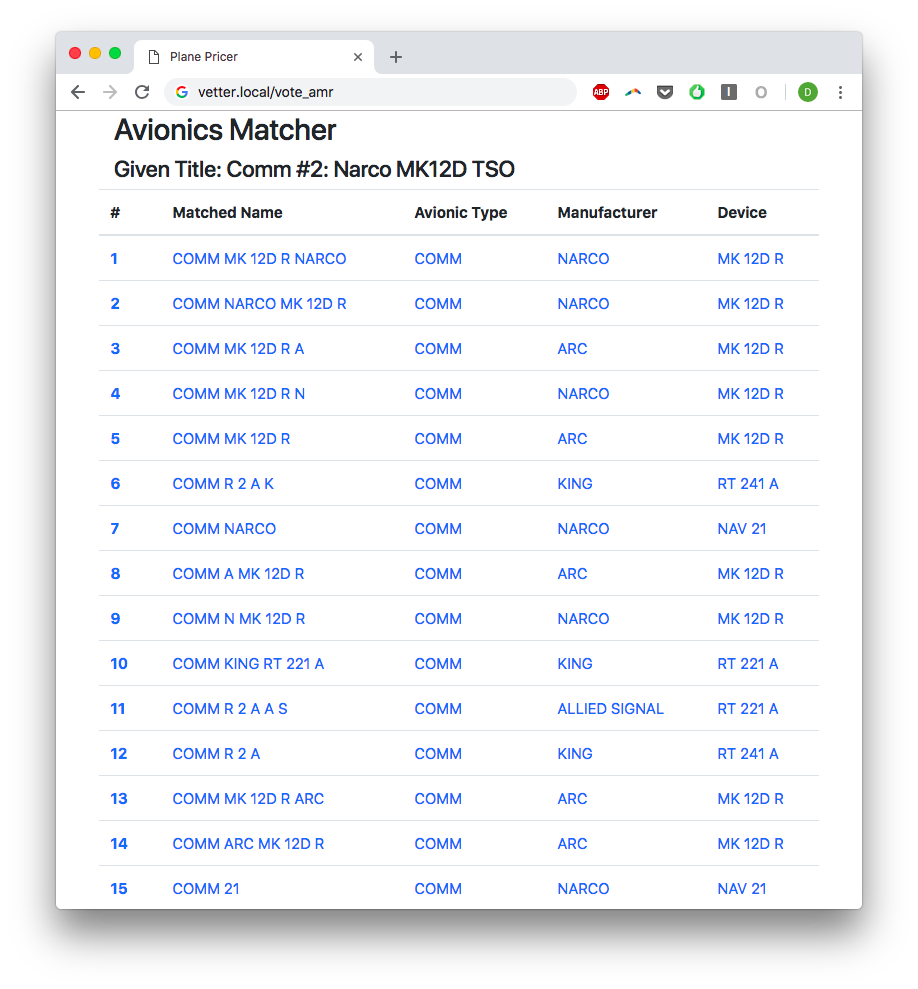 Plane Pricer
vetter.local/vote_amr
ABP
I
O
D
Avionics Matcher
Given Title: Comm #2: Narco MK12D TSO
# Matched Name Avionic Type Manufacturer Device
1 COMM MK 12D R NARCO COMM NARCO MK 12D R
2 COMM NARCO MK 12D R COMM NARCO MK 12D R
3 COMM MK 12D R A COMM ARC MK 12D R
4 COMM MK 12D R N COMM NARCO MK 12D R
5 COMM MK 12D R COMM ARC MK 12D R
6 COMM R 2 A K COMM KING RT 241 A
7 COMM NARCO COMM NARCO NAV 21
8 COMM A MK 12D R COMM ARC MK 12D R
9 COMM N MK 12D R COMM NARCO MK 12D R
10 COMM KING RT 221 A COMM KING RT 221 A
11 COMM R 2 A A S COMM ALLIED SIGNAL RT 221 A
12 COMM R 2 A COMM KING RT 241 A
13 COMM MK 12D R ARC COMM ARC MK 12D R
14 COMM ARC MK 12D R COMM ARC MK 12D R
15 COMM 21 COMM NARCO NAV 21